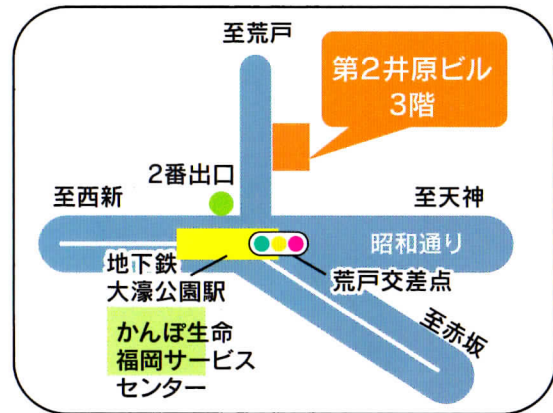 至荒戸
第2井原ビル
3階
2番出口
至西新
至天神
昭和通り
地下鉄
大濠公園駅
荒戸交差点
至赤坂
かんぽ生命
福岡サービス
センター